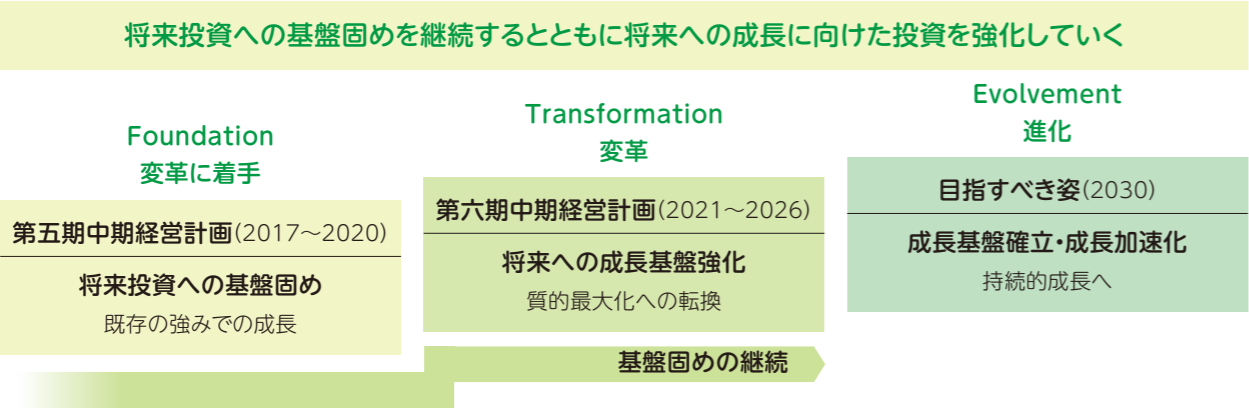 将来投資への基盤固めを継続するとともに将来への成長に向けた投資を強化していく
Foundation
変革に着手
第五期中期経営計画(2017〜2020)
将来投資への基盤固め
既存の強みでの成長
Transformation
変革
第六期中期経営計画(2021〜2026)
将来への成長基盤強化
質的最大化への転換
基盤固めの継続
Evolvement
進化
目指すべき姿(2030)
成長基盤確立・成長加速化
持続的成長へ